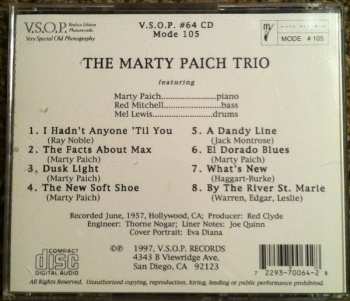 V.S.O.P. Realism Edition Phonorecords
Very Special Old Phonography
V.S.O.P. #64 CD
Mode 105
MODE #105
THE MARTY PAICH TRIO
featuring
Marty Paich....................piano
Red Mitchell....................bass
Mel Lewis.....................drums
1. I Hadn't Anyone 'Til You
(Ray Noble)
2. The Facts About Max
(Marty Paich)
3. Dusk Light
(Marty Paich)
4. The New Soft Shoe
(Marty Paich)
5. A Dandy Line
(Jack Montrose)
6. El Dorado Blues
(Marty Paich)
7. What's New
(Haggart-Burke)
8. By The River St. Marie
(Warren, Edgar, Leslie)
Recorded June, 1957, Hollywood, CA; Producer: Red Clyde
Engineer: Thorne Nogar; Liner Notes: Joe Quinn
Cover Portrait: Eva Diana
COMPACT
disc
DIGITAL AUDIO
©℗ 1997, V.S.O.P. RECORDS
4343 B Viewridge Ave.
San Diego, CA 92123
7 2293-70064-2 8
All Rights Reserved. Unauthorized copying, reproduction, hiring, lending or public performance prohibited.